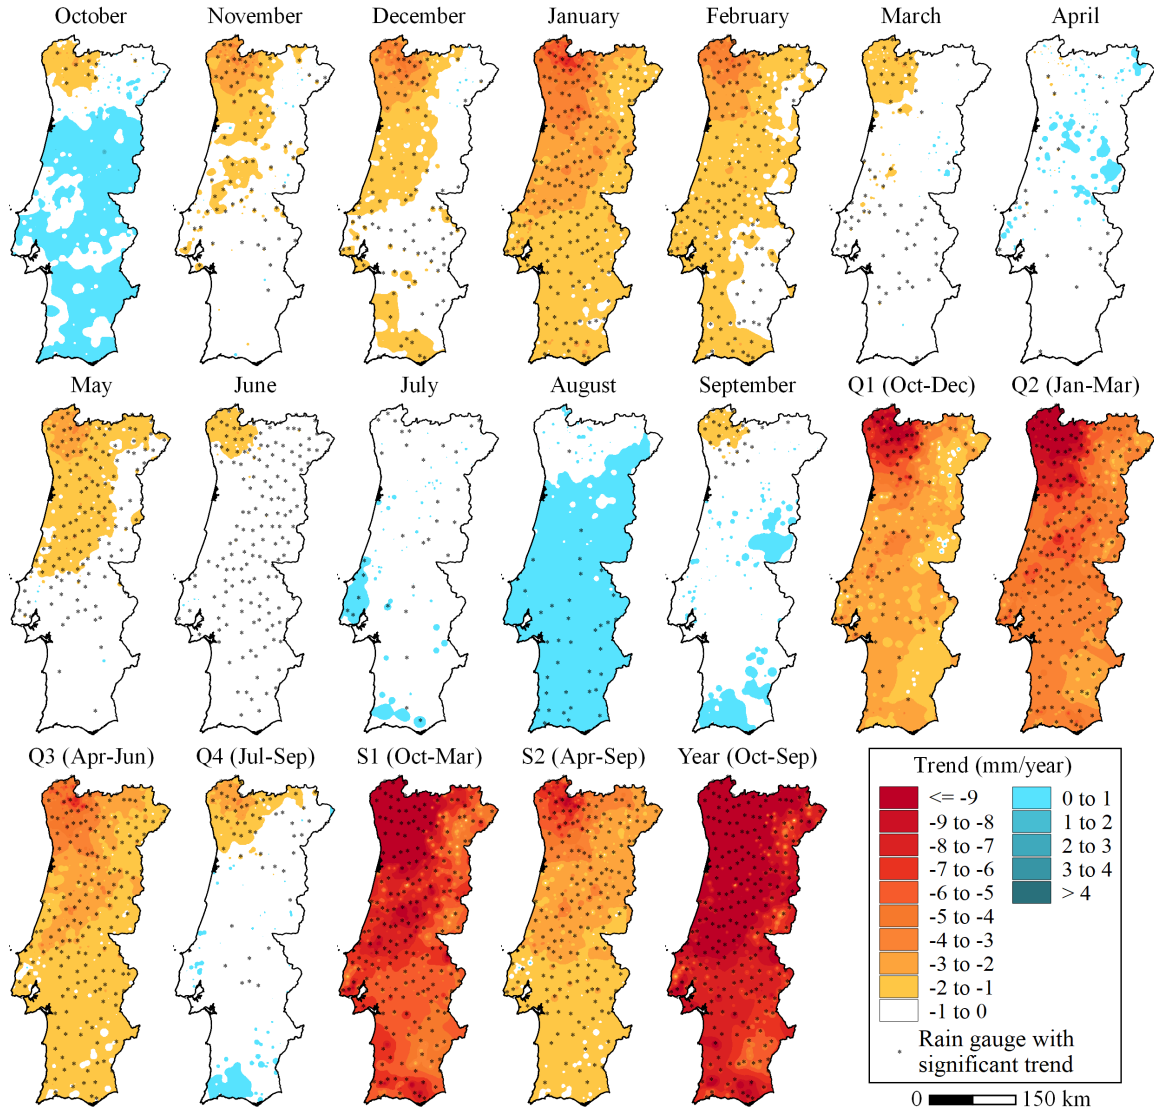 October
November
December
January
February
March
April
May
June
July
August
September
Q1 (Oct-Dec)
Q2 (Jan-Mar)
Q3 (Apr-Jun)
Q4 (Jul-Sep)
S1 (Oct-Mar)
S2 (Apr-Sep)
Year (Oct-Sep)
Trend (mm/year)
<= -9
-9 to -8
-8 to -7
-7 to -6
-6 to -5
-5 to -4
-4 to -3
-3 to -2
-2 to -1
-1 to 0
0 to 1
1 to 2
2 to 3
3 to 4
> 4
Rain gauge with
significant trend
0 150 km